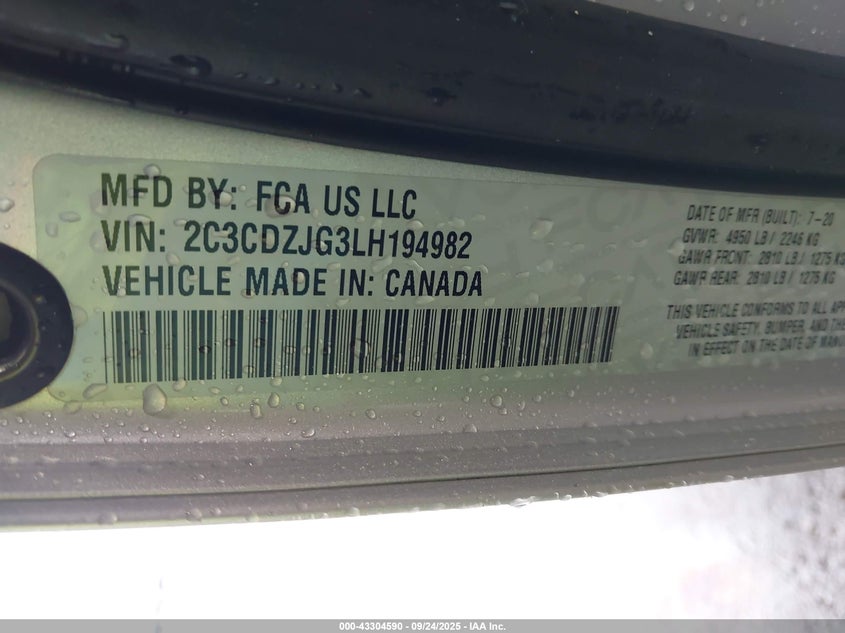 MFD BY: FCA US LLC
VIN: 2C3CDZJG3LH194982
VEHICLE MADE IN: CANADA
DATE OF MFR (BUILT): 7-20
GVWR: 4950 LB / 2246 KG
GAWR FRONT: 2810 LB / 1275 KG
GAWR REAR: 2810 LB / 1275 KG
THIS VEHICLE CONFORMS TO ALL APP
VEHICLE SAFETY, BUMPER, AND THE
IN EFFECT ON THE DATE OF MANU
000-43304590 - 09/24/2025 - IAA Inc.